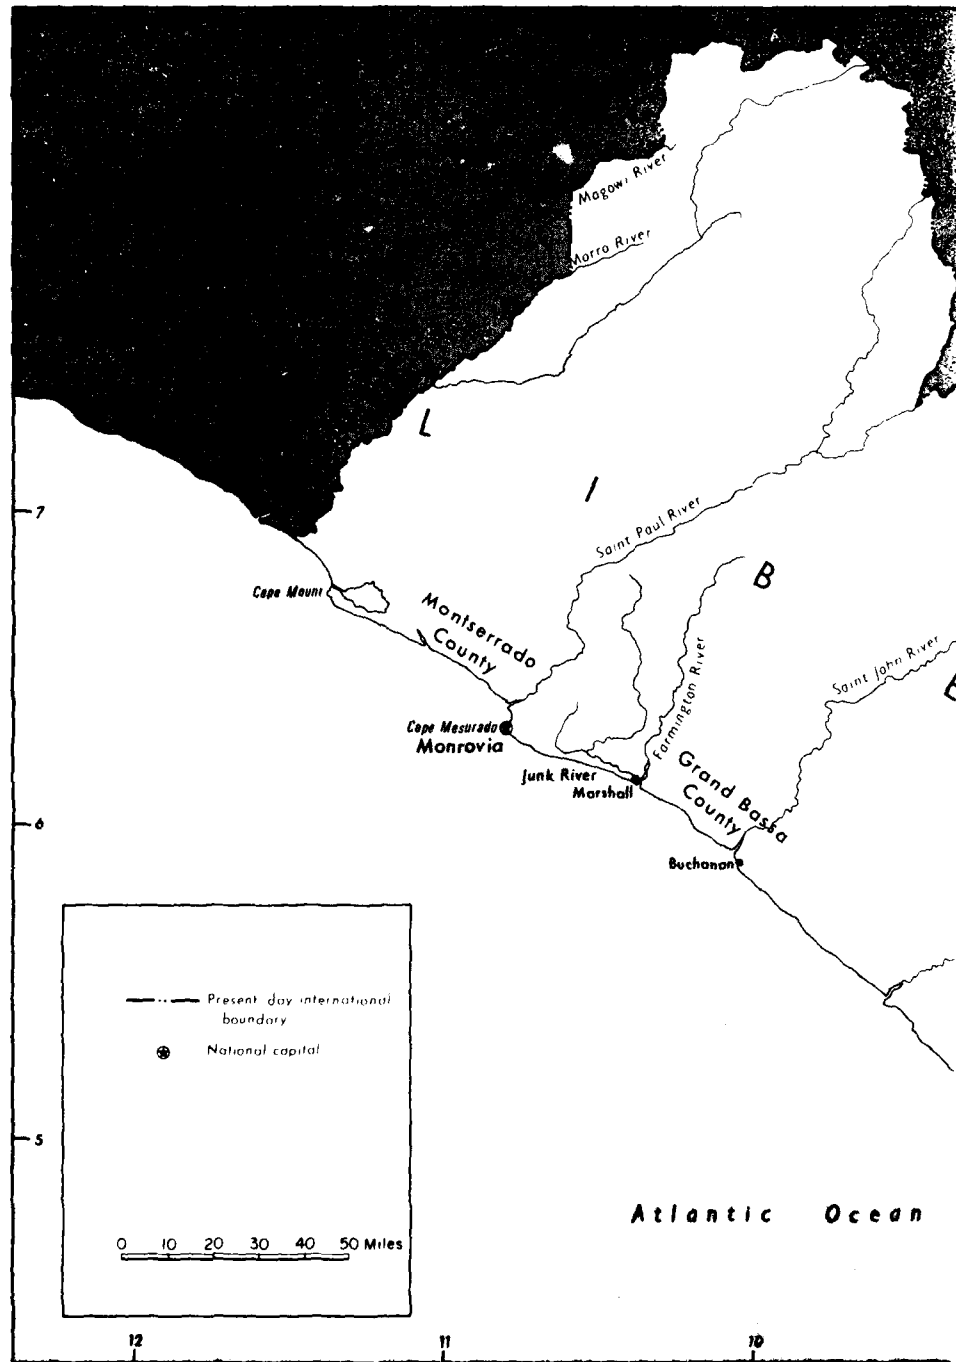 Magowi River
Morro River
L
I
7
Saint Paul River
B
Cape Mount
Montserrado
County
Saint John River
E
Farmington River
Cape Mesurado
Monrovia
Junk River
Marshall
Grand Bassa
County
6
Buchanan
Present day international
boundary
National capital
5
Atlantic Ocean
0 10 20 30 40 50 Miles
12 11 10